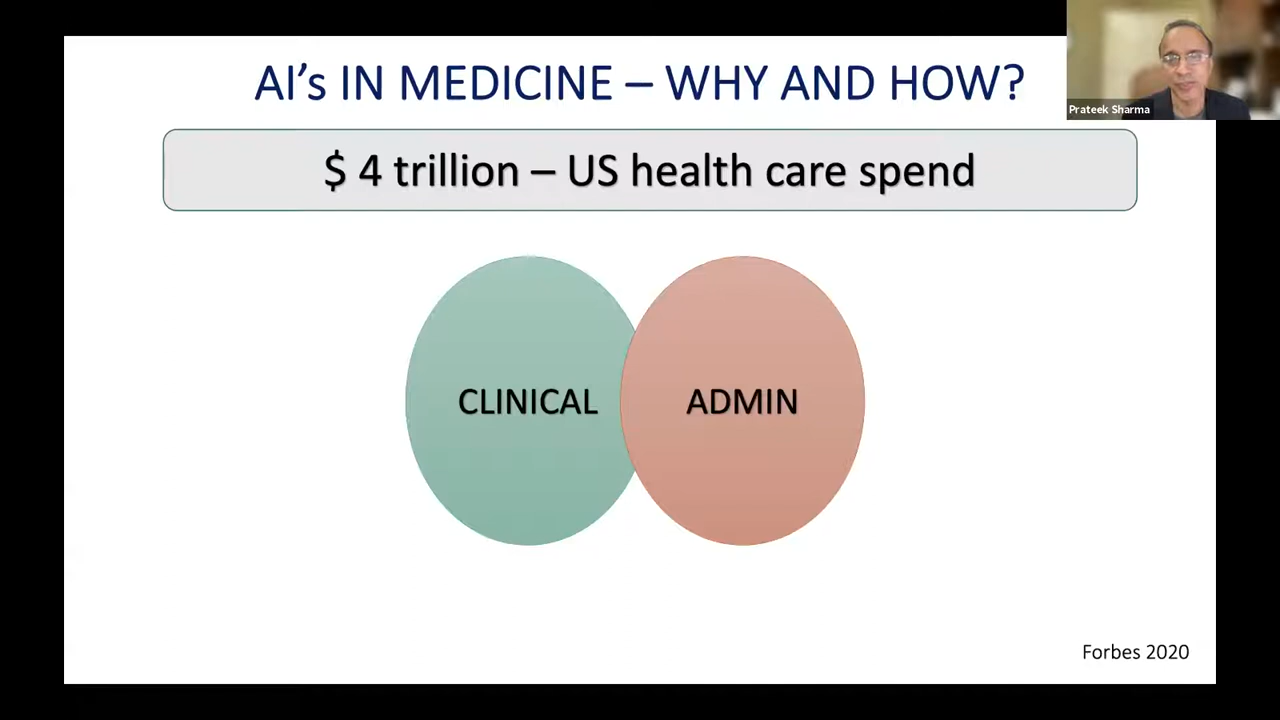 AI's IN MEDICINE – WHY AND HOW?
Prateek Sharma
$ 4 trillion – US health care spend
CLINICAL
ADMIN
Forbes 2020